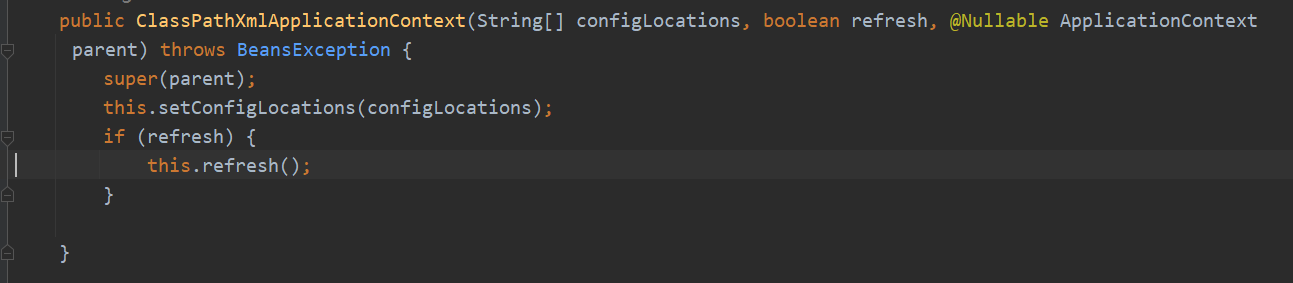 public ClassPathXmlApplicationContext(String[] configLocations, boolean refresh, @Nullable ApplicationContext
parent) throws BeansException {
super(parent);
this.setConfigLocations(configLocations);
if (refresh) {
this.refresh();
}
}